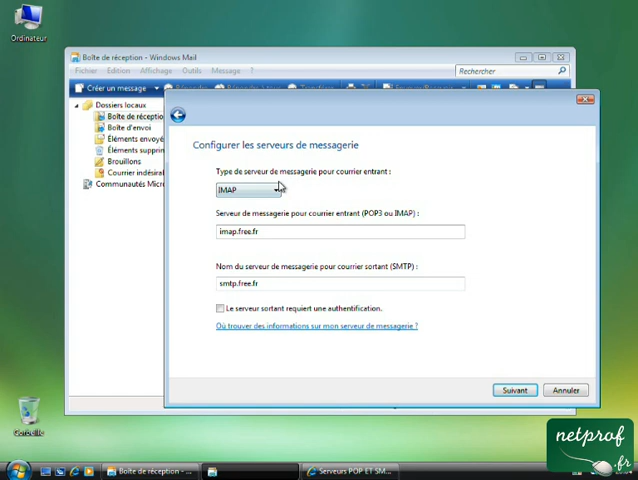 Ordinateur
Boîte de réception - Windows Mail
Fichier Edition Affichage Outils Message ?
Rechercher
Créer un message
Dossiers locaux
Boîte de réceptio
Boîte d'envoi
Éléments envoyé
Éléments supprim
Brouillons
Courrier indésirab
Communautés Micro
Configurer les serveurs de messagerie
Type de serveur de messagerie pour courrier entrant :
IMAP
Serveur de messagerie pour courrier entrant (POP3 ou IMAP) :
imap.free.fr
Nom du serveur de messagerie pour courrier sortant (SMTP) :
smtp.free.fr
Le serveur sortant requiert une authentification.
Où trouver des informations sur mon serveur de messagerie ?
Suivant Annuler
Corbeille
netprof
.fr
Boîte de réception - ...
Serveurs POP ET SM...